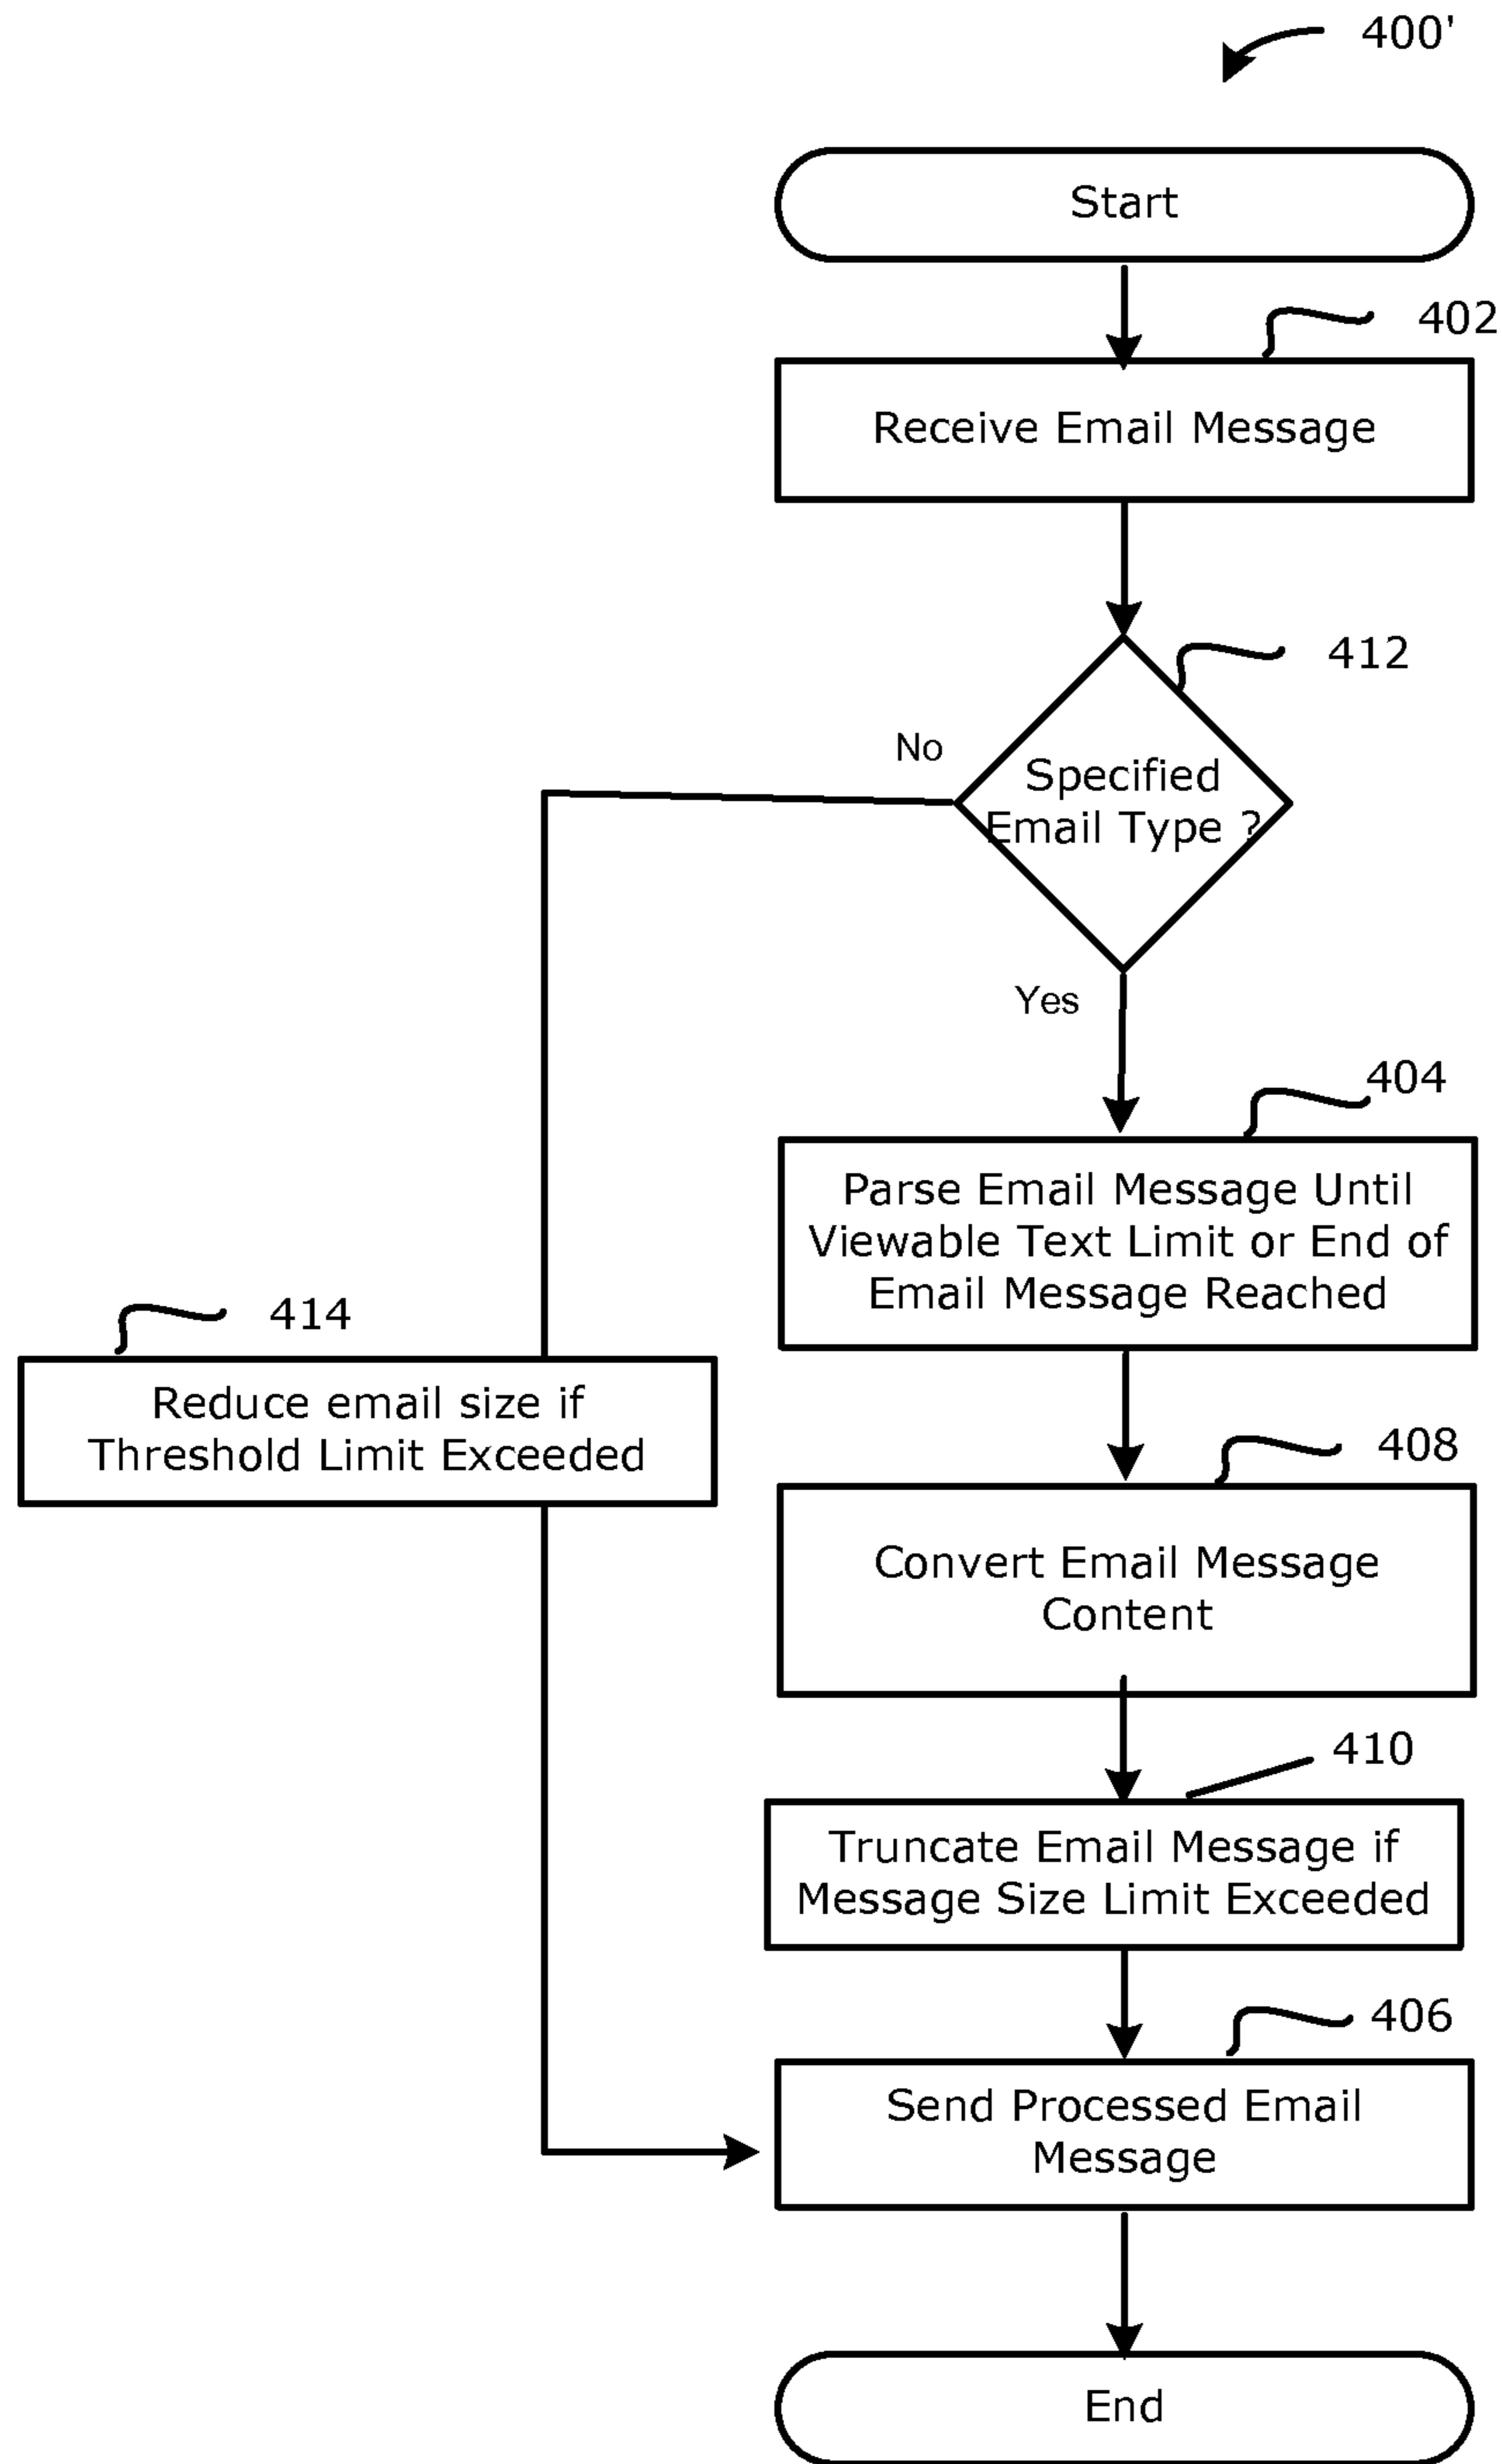 400'
Start
402
Receive Email Message
412
No
Specified
Email Type ?
Yes
404
Parse Email Message Until
Viewable Text Limit or End of
Email Message Reached
414
Reduce email size if
Threshold Limit Exceeded
408
Convert Email Message
Content
410
Truncate Email Message if
Message Size Limit Exceeded
406
Send Processed Email
Message
End